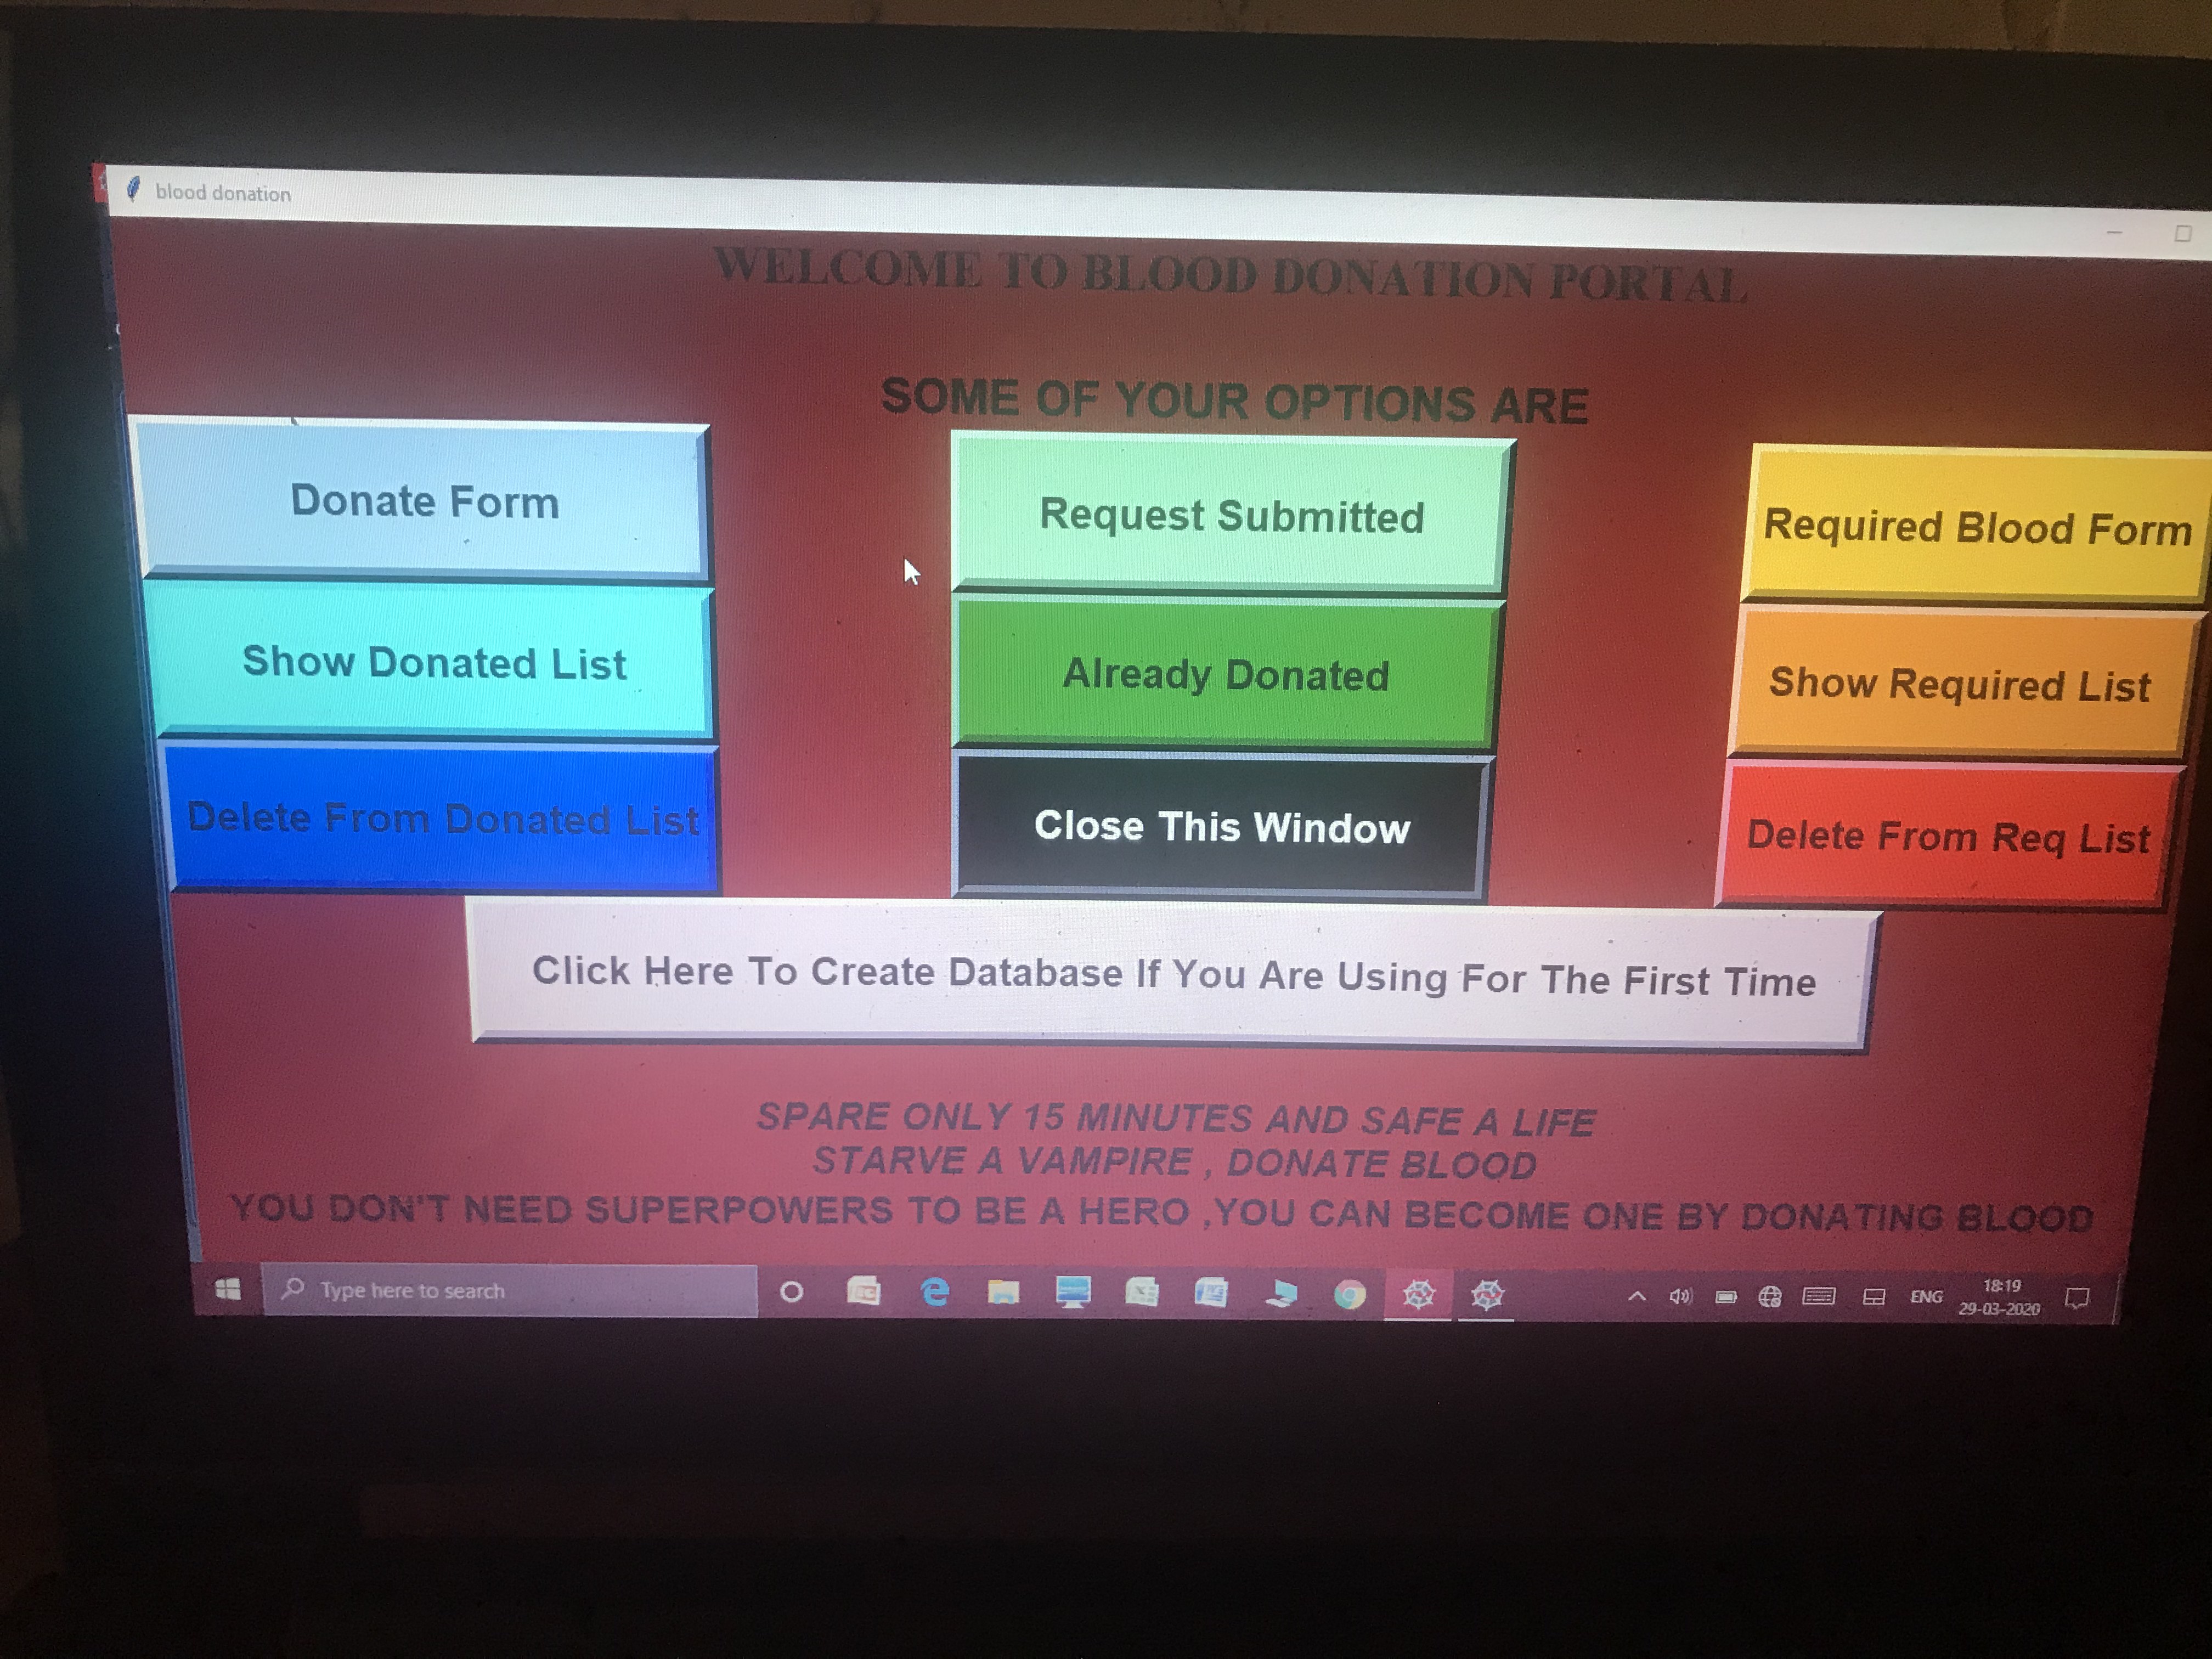 blood donation
WELCOME TO BLOOD DONATION PORTAL
SOME OF YOUR OPTIONS ARE
Donate Form
Request Submitted
Required Blood Form
Show Donated List
Already Donated
Show Required List
Delete From Donated List
Close This Window
Delete From Req List
Click Here To Create Database If You Are Using For The First Time
SPARE ONLY 15 MINUTES AND SAFE A LIFE
STARVE A VAMPIRE , DONATE BLOOD
YOU DON'T NEED SUPERPOWERS TO BE A HERO ,YOU CAN BECOME ONE BY DONATING BLOOD
Type here to search
ENG
18:19
29-03-2020